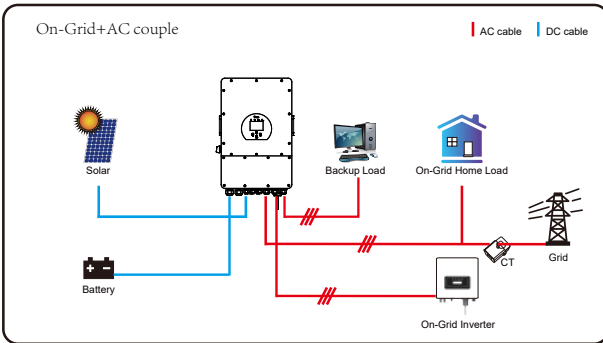 On-Grid+AC couple
AC cable
DC cable
Solar
Backup Load
On-Grid Home Load
CT
Grid
Battery
On-Grid Inverter